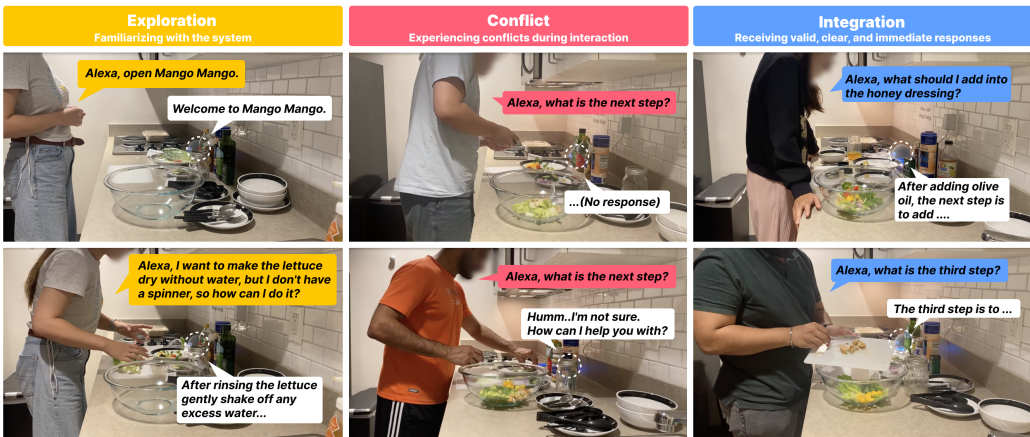 Exploration
Familiarizing with the system
Conflict
Experiencing conflicts during interaction
Integration
Receiving valid, clear, and immediate responses
Alexa, open Mango Mango.
Welcome to Mango Mango.
Alexa, what is the next step?
...(No response)
Alexa, what should I add into
the honey dressing?
After adding olive
oil, the next step is
to add ....
Alexa, I want to make the lettuce
dry without water, but I don't have
a spinner, so how can I do it?
After rinsing the lettuce
gently shake off any
excess water...
Alexa, what is the next step?
Humm..I'm not sure.
How can I help you with?
Alexa, what is the third step?
The third step is to ...